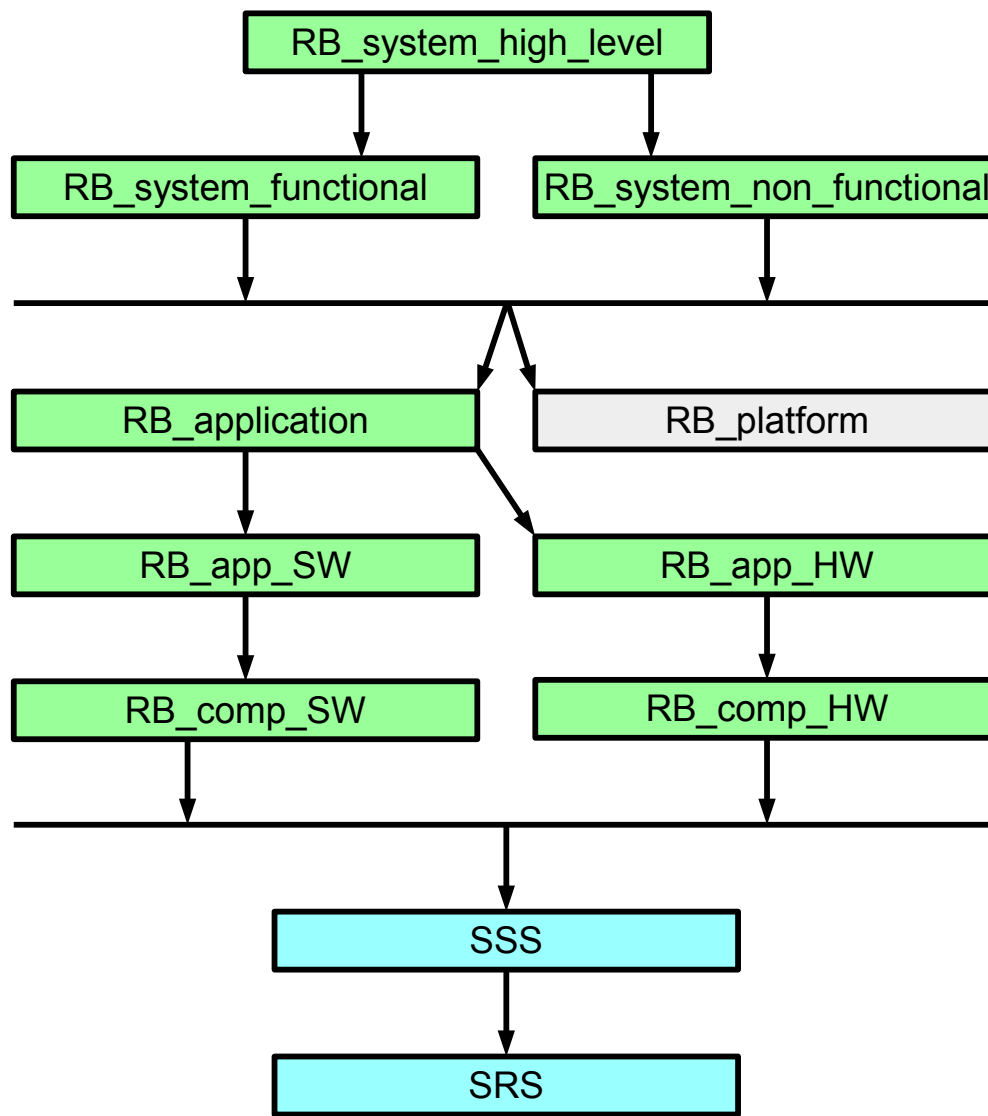 RB_system_high_level
RB_system_functional
RB_system_non_functional
RB_application
RB_platform
RB_app_SW
RB_app_HW
RB_comp_SW
RB_comp_HW
SSS
SRS